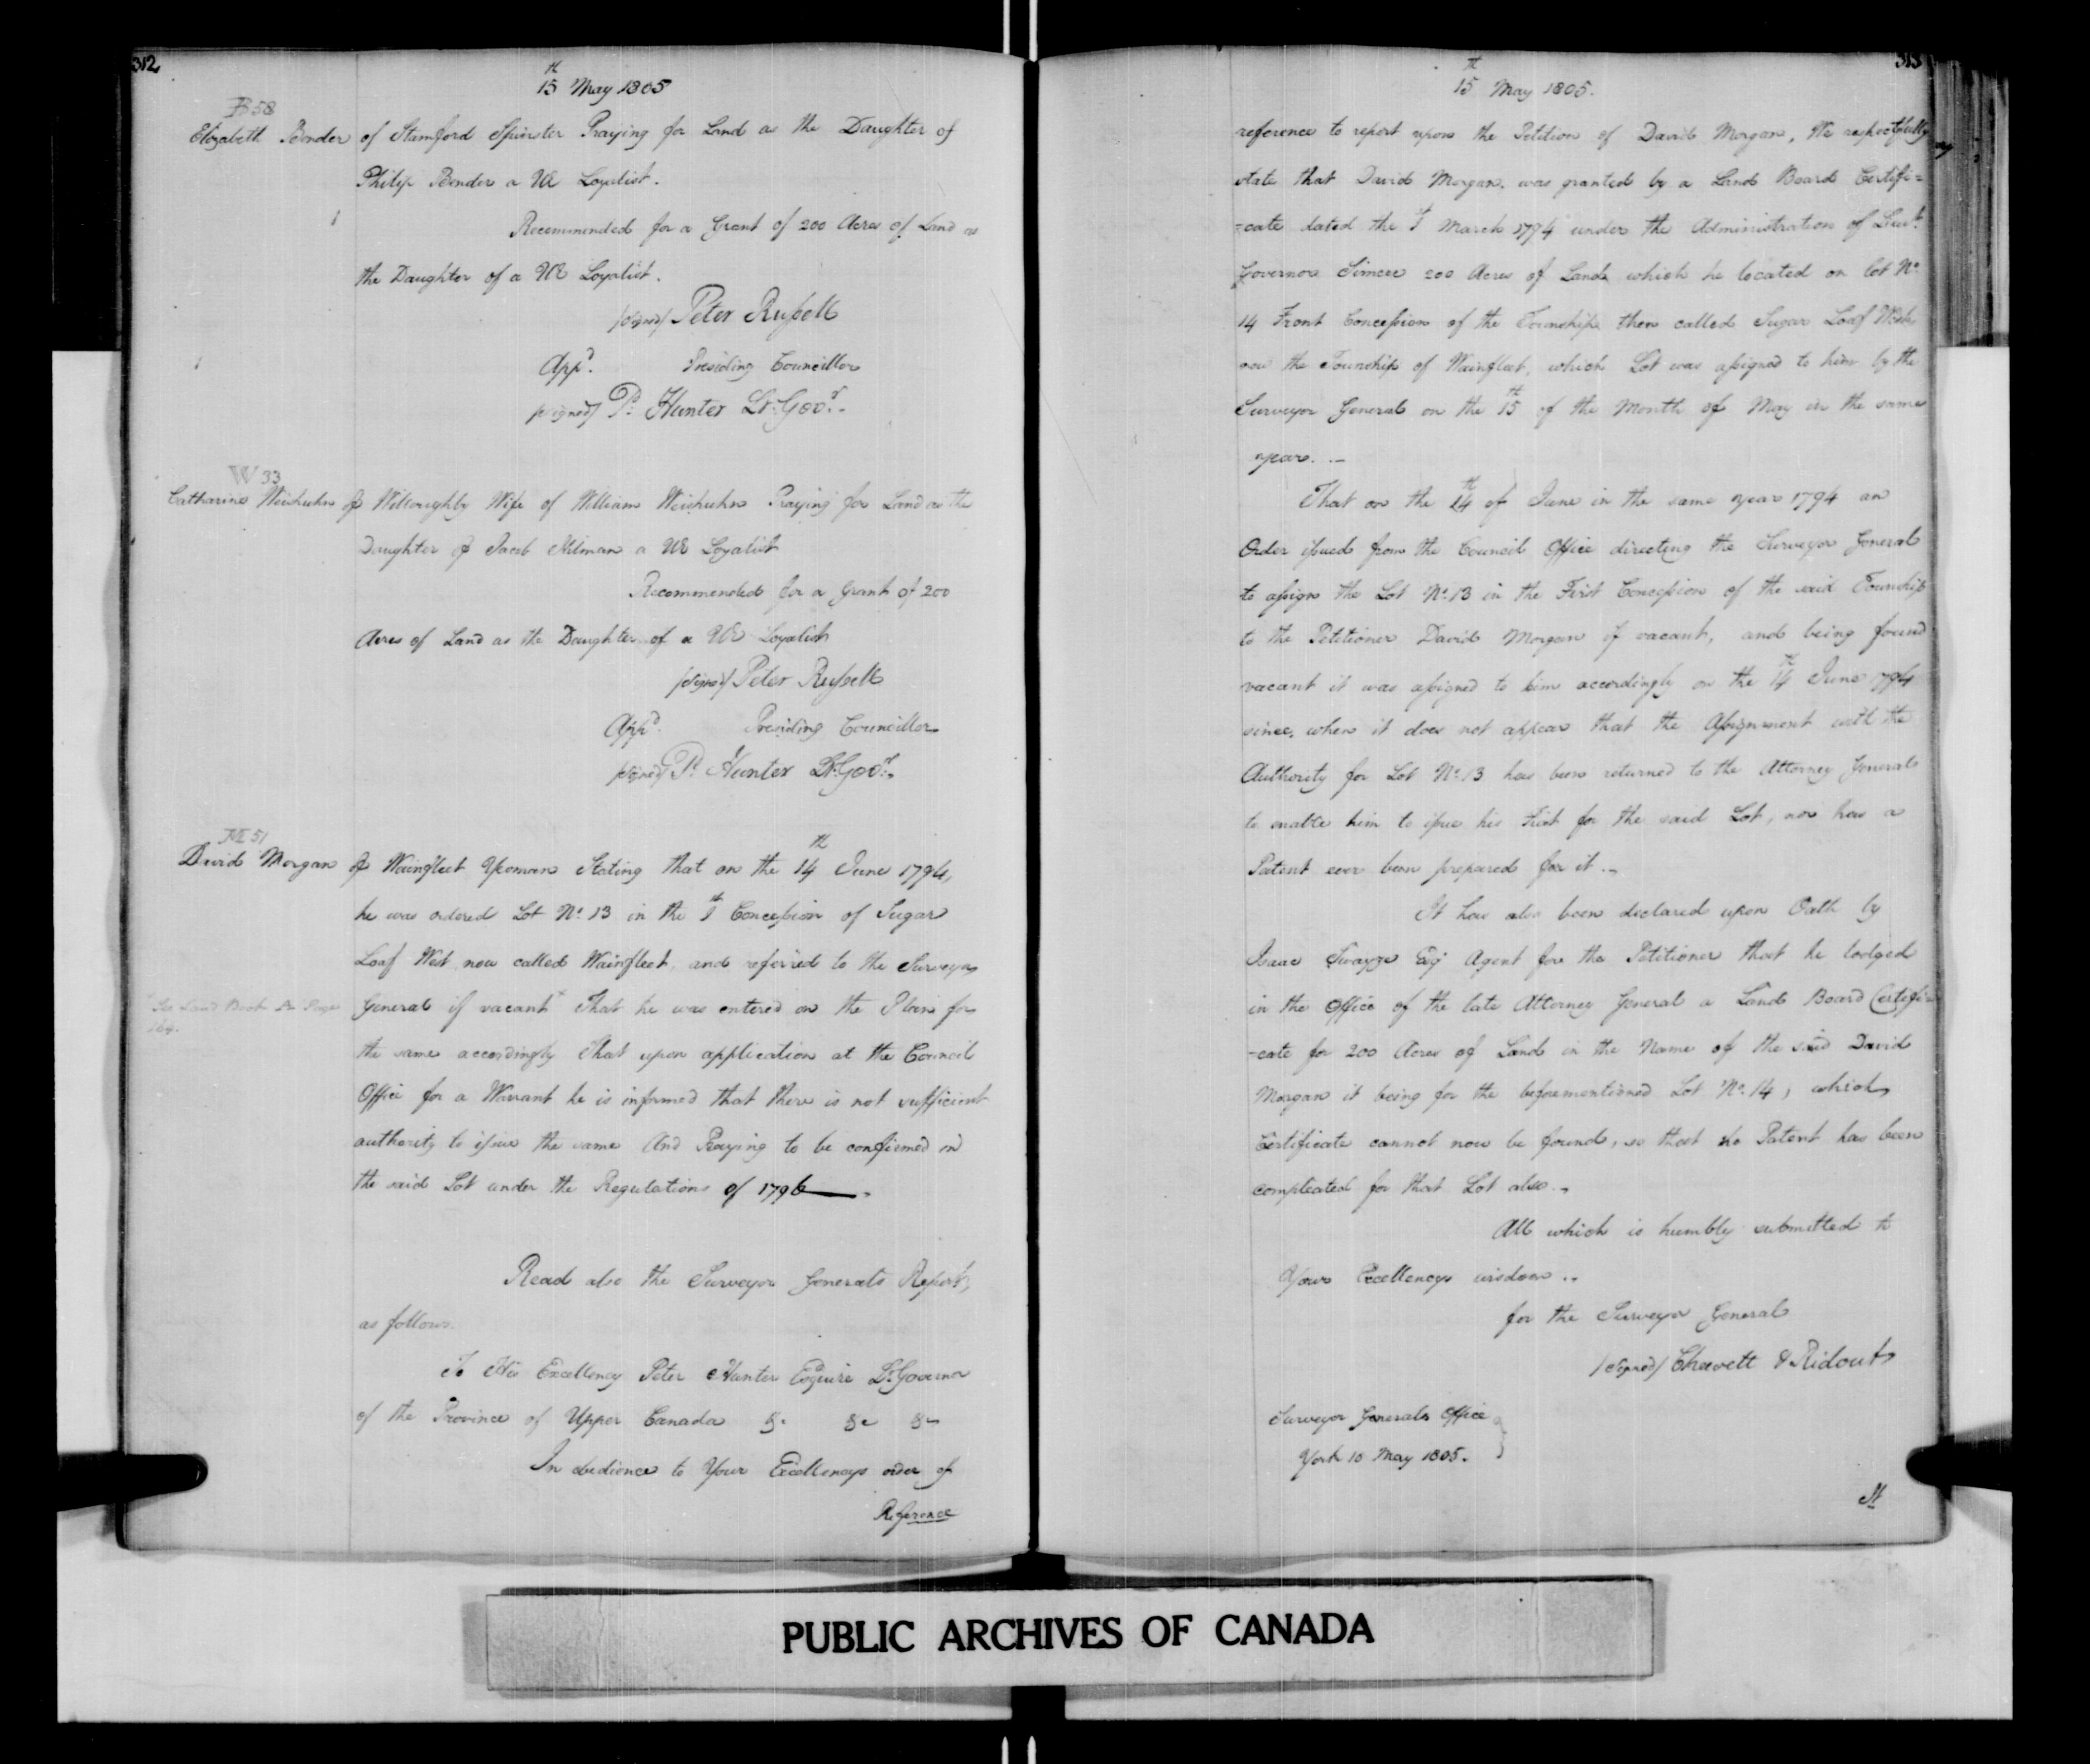 312
15th May 1805
B 58
Elizabeth Bender of Stamford Spinster Praying for Land as the Daughter of
Philip Bender a UE Loyalist.
Recommended for a Grant of 200 Acres of Land as
the Daughter of a UE Loyalist.
/signed/ Peter Russell
App.d Presiding Councillor
/signed/ P. Hunter Lt. Gov.r
W 33
Catharine Weishuhn of Willoughby Wife of William Weishuhn Praying for Land as the
Daughter of Jacob a UE Loyalist
Recommended for a Grant of 200
Acres of Land as the Daughter of a UE Loyalist
/signed/ Peter Russell
App.d Presiding Councillor
/signed/ P. Hunter Lt. Gov.r
M 51
David Morgan of Wainfleet Yeoman Stating that on the 14th June 1794,
he was ordered Lot No. 13 in the 1st Concession of Sugar
Loaf West now called Wainfleet, and referred to the Surveyor
General if vacant x That he was entered on the Plan for
x See Land Book A Page
164.
the same accordingly That upon application at the Council
Office for a Warrant he is informed that there is not sufficient
authority to issue the same And Praying to be confirmed in
the said Lot under the Regulations of 1796 —.
Read also the Surveyor Generals Report,
as follows.
To His Excellency Peter Hunter Esquire Lt. Governor
of the Province of Upper Canada &c &c &c
In obedience to Your Excellencys order of
Reference
313
15th May 1805.
reference to report upon the Petition of David Morgan, We respectfully
state that David Morgan, was granted by a Land Board Certifi=
=cate dated the 1st March 1794 under the Administration of Lieut.
Governor Simcoe 200 Acres of Land which he located on lot No.
14 Front Concession of the Township then called Sugar Loaf West,
now the Township of Wainfleet, which Lot was assigned to him by the
Surveyor General on the 15th of the Month of May in the same
year. .—
That on the 14th of June in the same year 1794 an
Order issued from the Council Office directing the Surveyor General
to assign the Lot No. 13 in the First Concession of the said Township
to the Petitioner David Morgan if vacant, and being found
vacant it was assigned to him accordingly on the 14th June 1794
since, when it does not appear that the Assignment with the
Authority for Lot No. 13 has been returned to the Attorney General
to enable him to issue his Fiat for the said Lot, nor has a
Patent ever been prepared for it.—
It has also been declared upon Oath by
Isaac Swayze Esq. Agent for the Petitioner that he lodged
in the Office of the late Attorney General a Land Board Certifi=
=cate for 200 Acres of Land in the Name of the said David
Morgan it being for the beforementioned Lot No. 14, which
Certificate cannot now be found, so that no Patent has been
compleated for that Lot also.—
All which is humbly submitted to
Your Excellencys wisdom..
for the Surveyor General
/signed/ Chewett & Ridout
Surveyor Generals Office
York 10 May 1805.
It
PUBLIC ARCHIVES OF CANADA